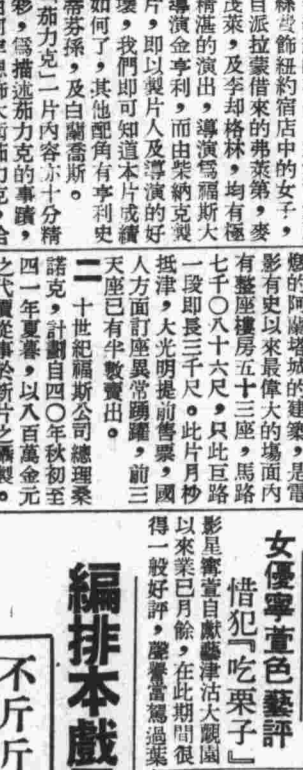 飾紐約宿店中的女子，
自派拉蒙借來的弗萊第，麥
茂萊，及李却格林，均有極
精湛的演出，導演爲福斯大
導演金亨利，而由柴納克製
片，即以製片人及導演的好
壞，我們即可知道本片成績
如何了，其他配角有亨利史
蒂芬孫，及白蘭喬斯。
茄力克」一片內容亦十分精
彩，爲描述茄力克的事蹟，
燬的阿關塔城的建築，是電
影有史以來最偉大的場面內
有整座樓房五十三座，馬路
七千〇八十六尺，只此巨路
一段即長三千尺。此片月杪
抵津，大光明提前售票，國
人方面訂座異常踴躍，前三
天座已有半數賣出。
二十世紀福斯公司總理桑
諾克，計劃自四〇年秋初至
四一年夏暮，以八百萬金元
之代價從事於新片之攝製。
女優寧萱色藝評
惜犯『吃栗子』
影星寗萱自獻藝津沽大觀園
以來業已月餘，在此期間很
得一般好評，聲譽當駕過葉
編排本戲
不斤斤